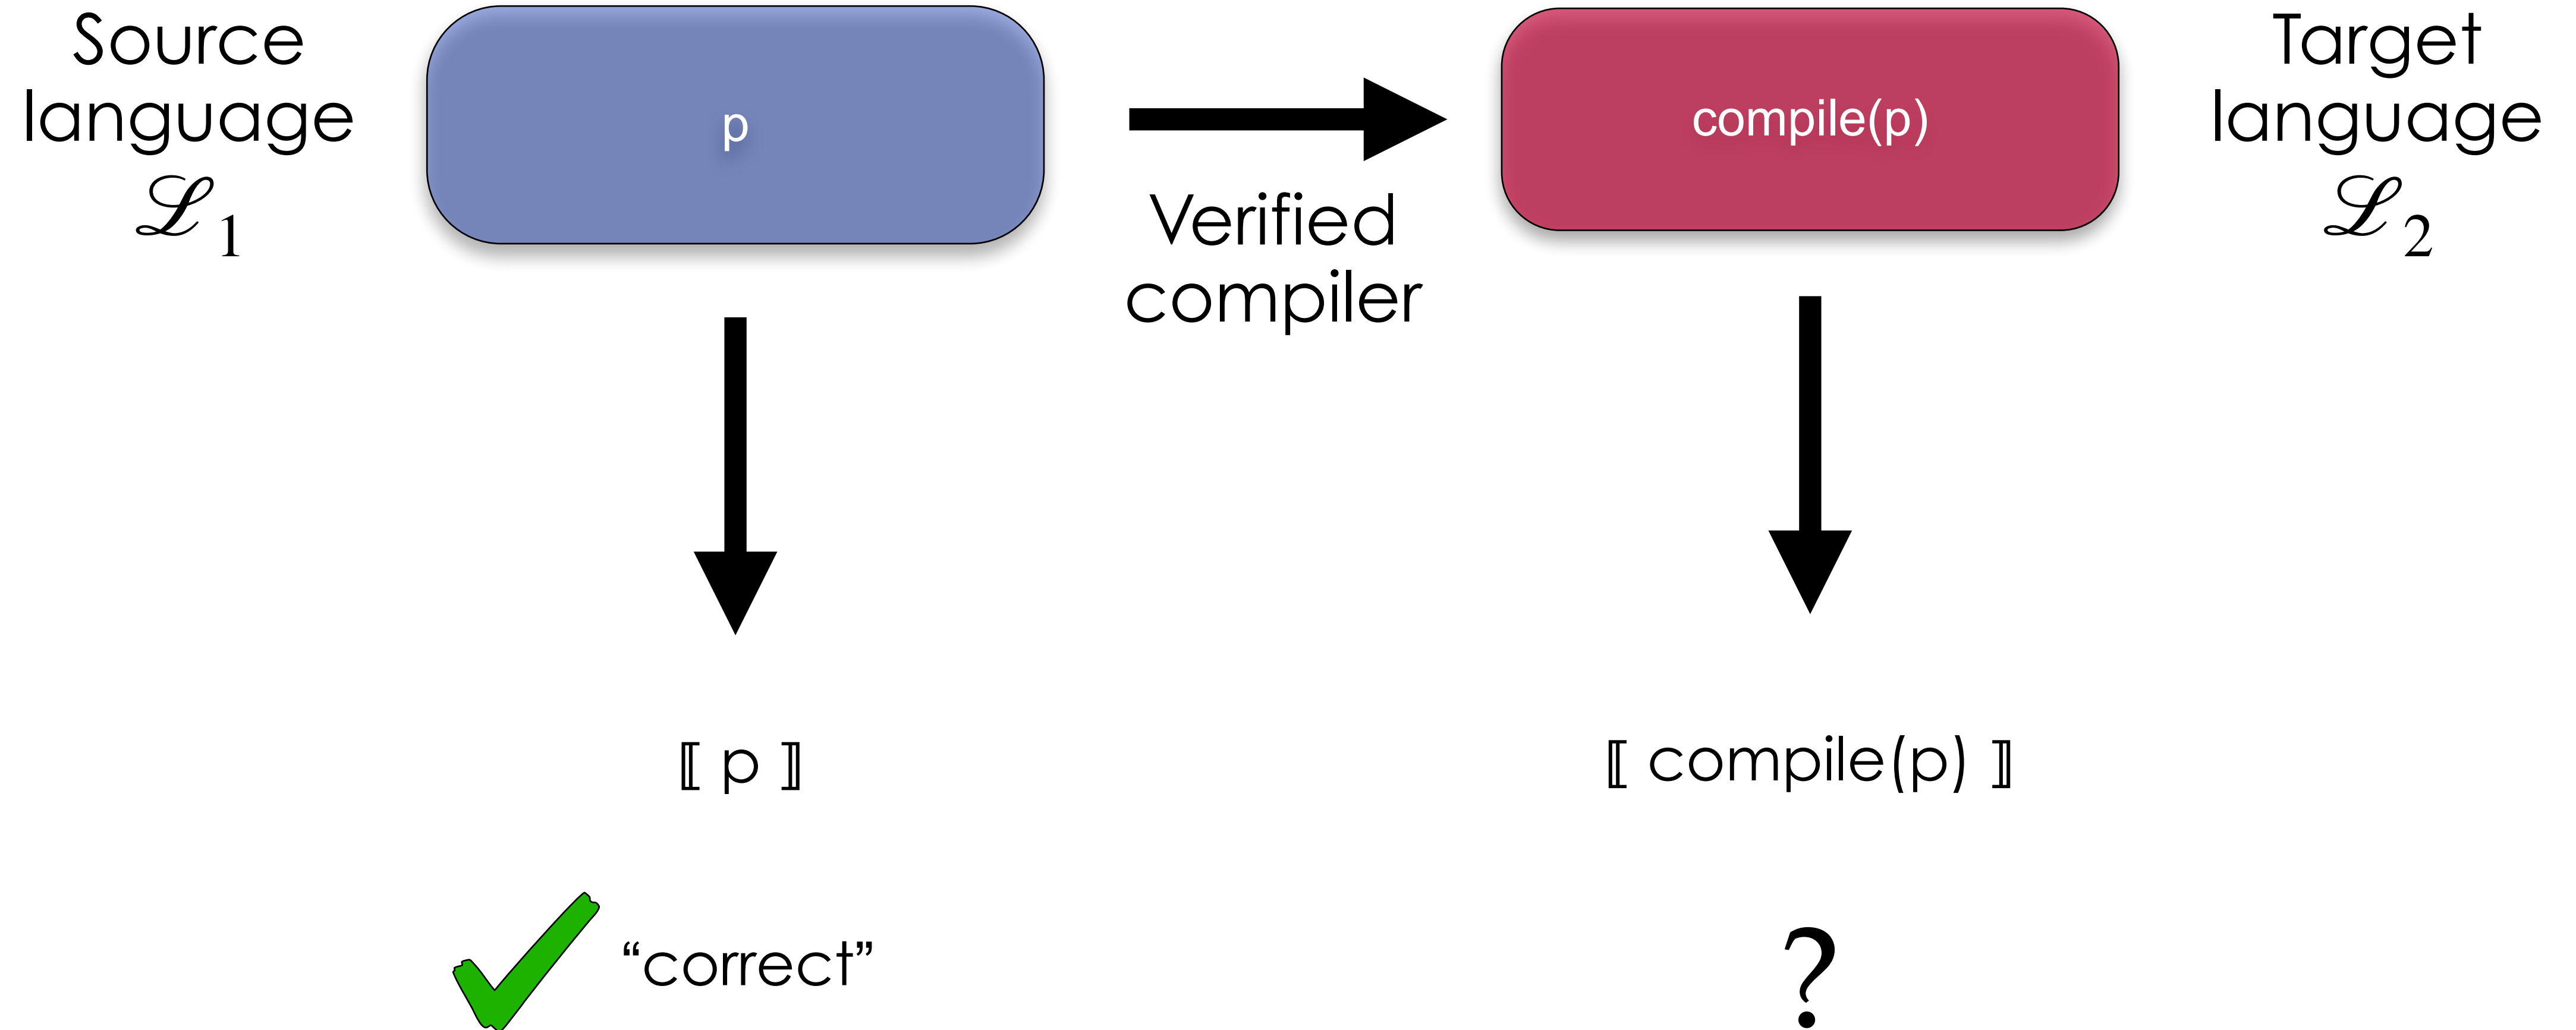 Source
language
ℒ1
p
Verified
compiler
compile(p)
Target
language
ℒ2
⟦ p ⟧
⟦ compile(p) ⟧
“correct”
?